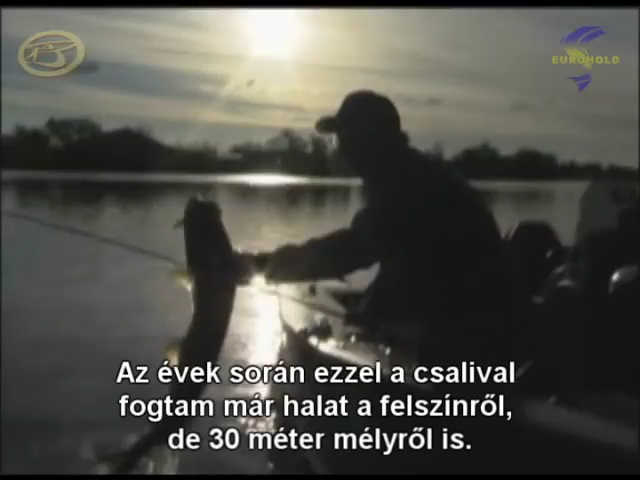 EUROHOLD
Az évek során ezzel a csalival
fogtam már halat a felszínről,
de 30 méter mélyről is.